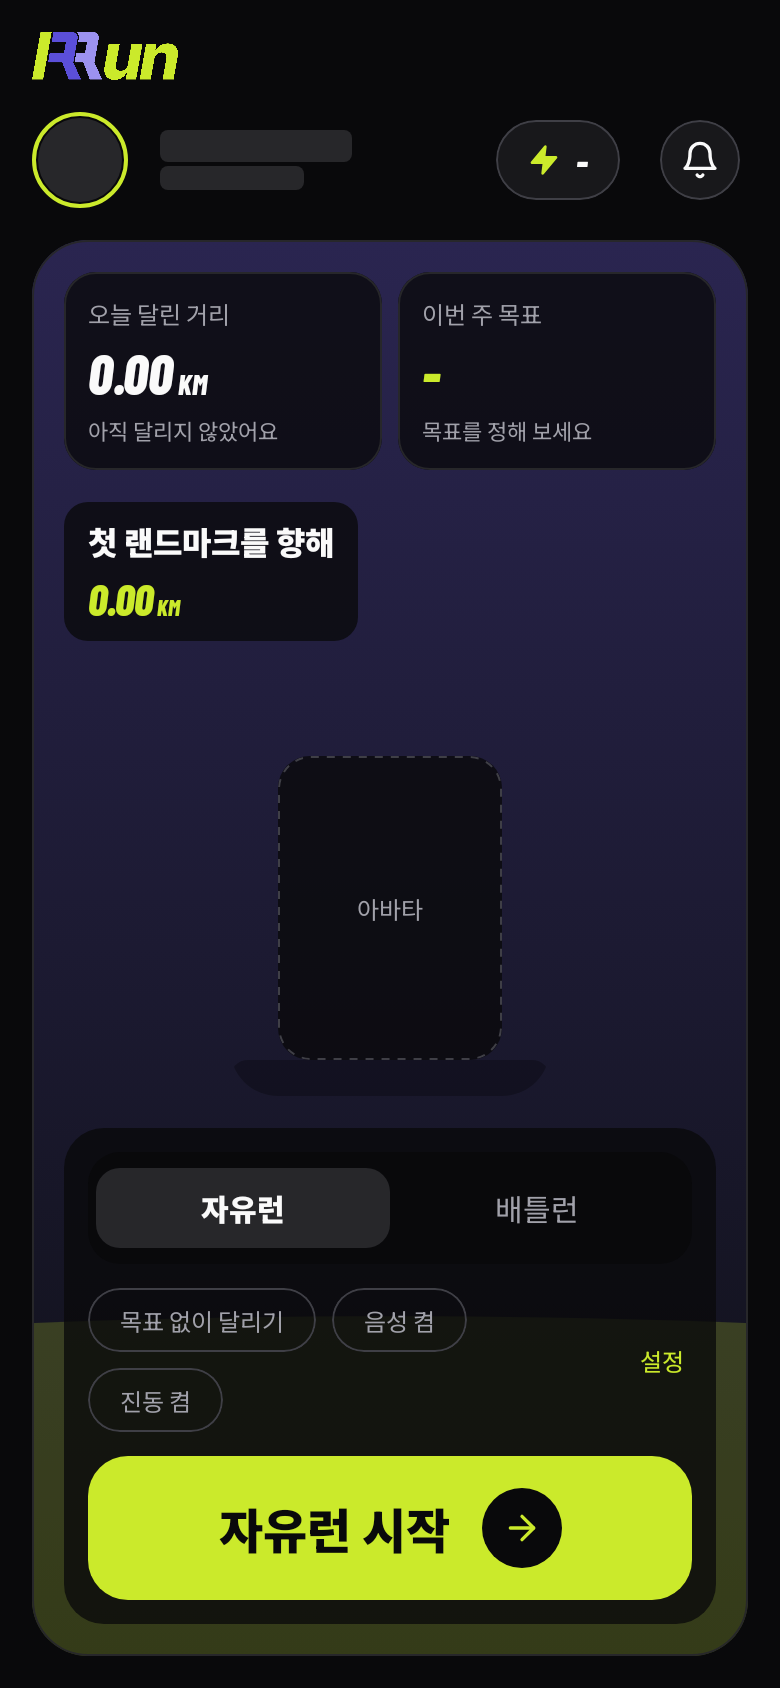 RRun
-
오늘 달린 거리
0.00 KM
아직 달리지 않았어요
이번 주 목표
-
목표를 정해 보세요
첫 랜드마크를 향해
0.00 KM
아바타
자유런
배틀런
목표 없이 달리기
음성 켬
진동 켬
설정
자유런 시작